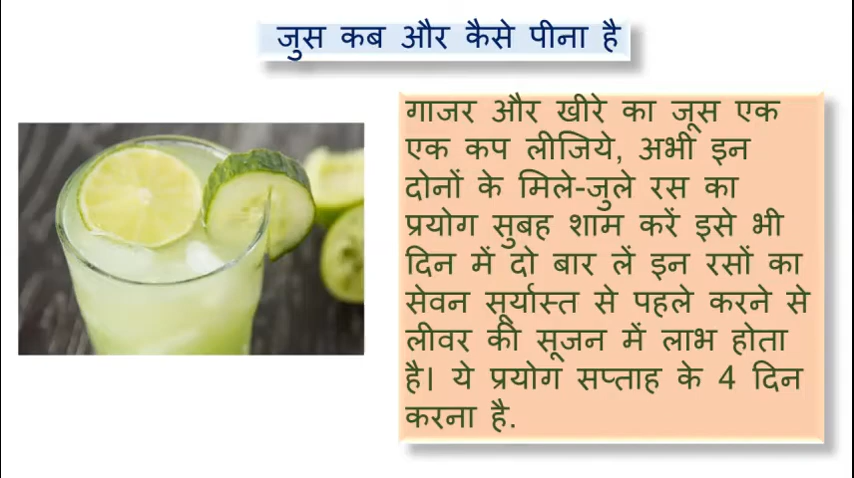 जुस कब और कैसे पीना है
गाजर और खीरे का जूस एक
एक कप लीजिये, अभी इन
दोनों के मिले-जुले रस का
प्रयोग सुबह शाम करें इसे भी
दिन में दो बार लें इन रसों का
सेवन सूर्यास्त से पहले करने से
लीवर की सूजन में लाभ होता
है। ये प्रयोग सप्ताह के 4 दिन
करना है.